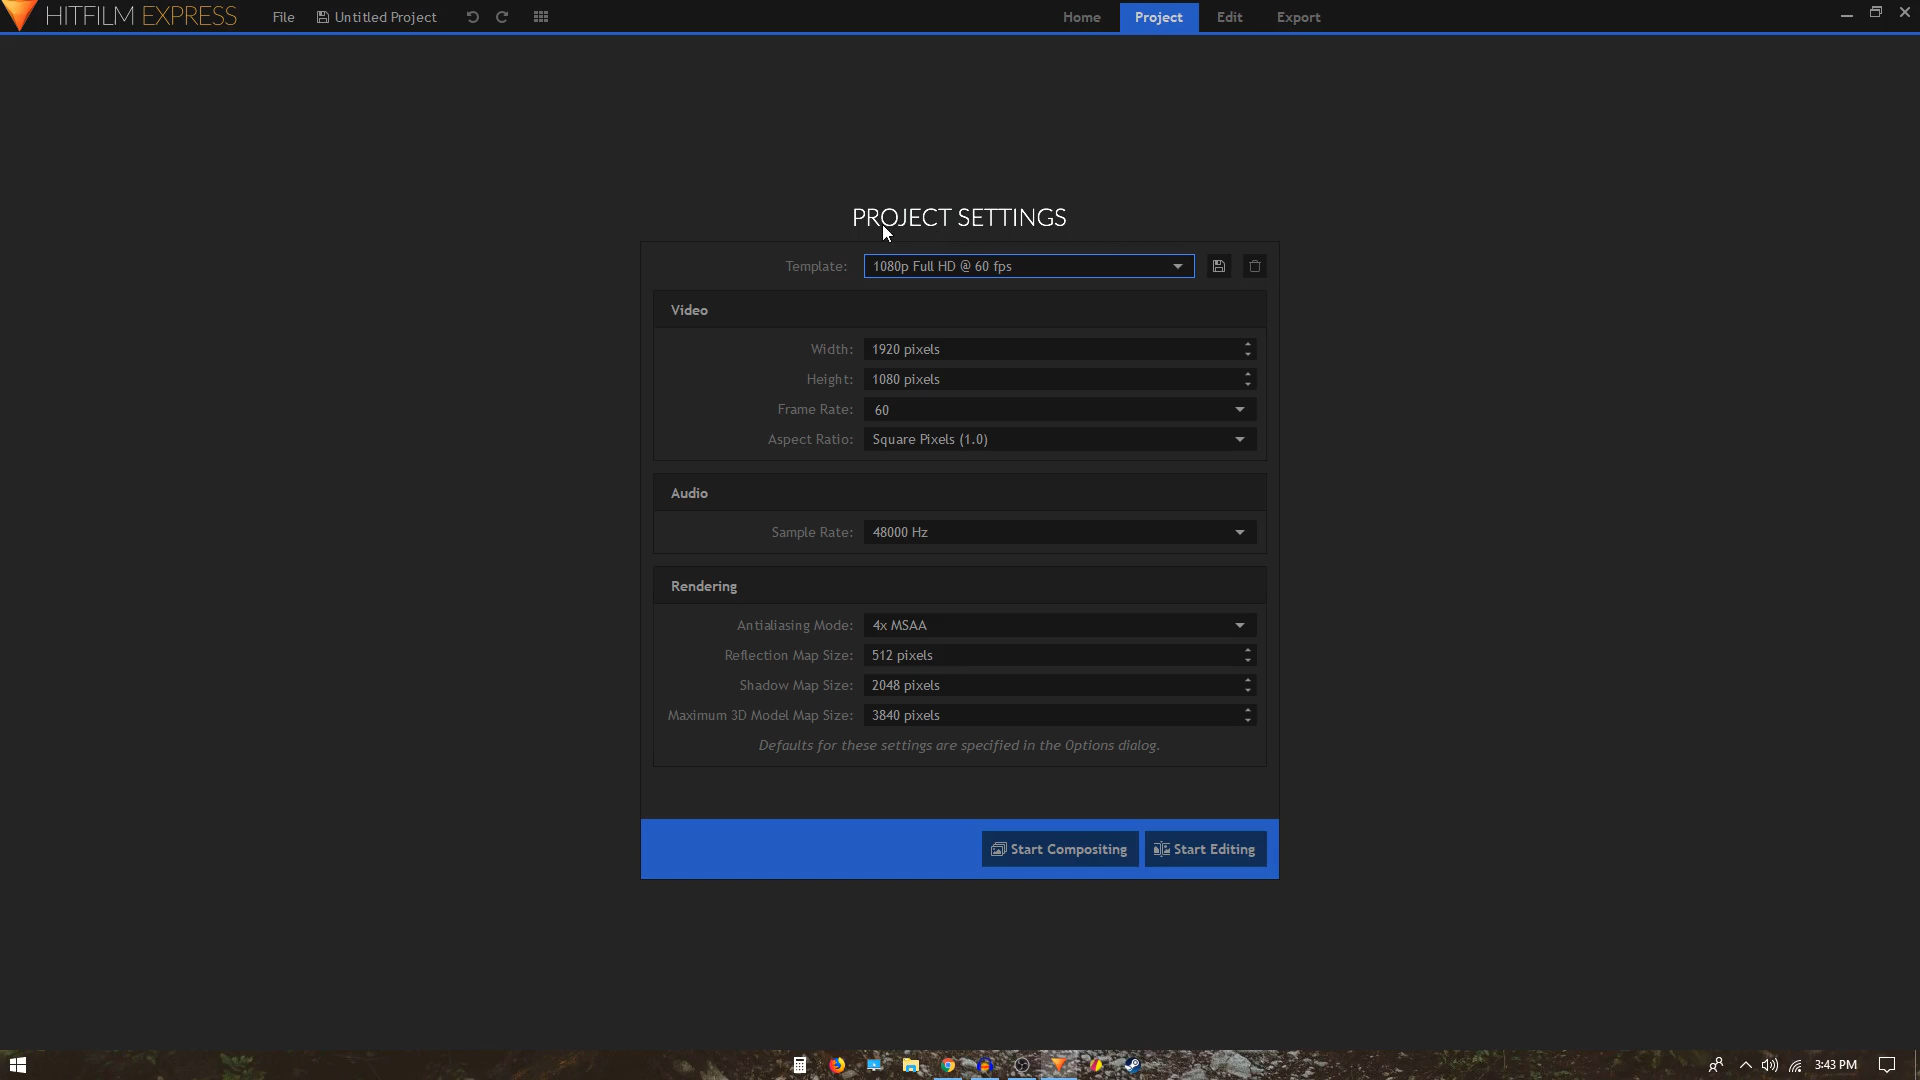 HITFILM EXPRESS File Untitled Project Home Project Edit Export
PROJECT SETTINGS
Template: 1080p Full HD @ 60 fps
Video
Width: 1920 pixels
Height: 1080 pixels
Frame Rate: 60
Aspect Ratio: Square Pixels (1.0)
Audio
Sample Rate: 48000 Hz
Rendering
Antialiasing Mode: 4x MSAA
Reflection Map Size: 512 pixels
Shadow Map Size: 2048 pixels
Maximum 3D Model Map Size: 3840 pixels
Defaults for these settings are specified in the Options dialog.
Start Compositing Start Editing
3:43 PM